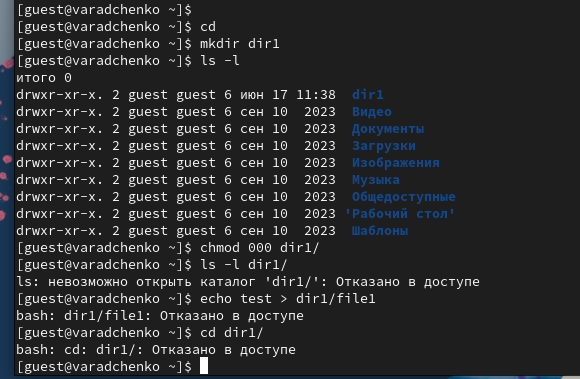 [guest@varadchenko ~]$
[guest@varadchenko ~]$ cd
[guest@varadchenko ~]$ mkdir dir1
[guest@varadchenko ~]$ ls -l
итого 0
drwxr-xr-x. 2 guest guest 6 июн 17 11:38 dir1
drwxr-xr-x. 2 guest guest 6 сен 10 2023 Видео
drwxr-xr-x. 2 guest guest 6 сен 10 2023 Документы
drwxr-xr-x. 2 guest guest 6 сен 10 2023 Загрузки
drwxr-xr-x. 2 guest guest 6 сен 10 2023 Изображения
drwxr-xr-x. 2 guest guest 6 сен 10 2023 Музыка
drwxr-xr-x. 2 guest guest 6 сен 10 2023 Общедоступные
drwxr-xr-x. 2 guest guest 6 сен 10 2023 'Рабочий стол'
drwxr-xr-x. 2 guest guest 6 сен 10 2023 Шаблоны
[guest@varadchenko ~]$ chmod 000 dir1/
[guest@varadchenko ~]$ ls -l dir1/
ls: невозможно открыть каталог 'dir1/': Отказано в доступе
[guest@varadchenko ~]$ echo test > dir1/file1
bash: dir1/file1: Отказано в доступе
[guest@varadchenko ~]$ cd dir1/
bash: cd: dir1/: Отказано в доступе
[guest@varadchenko ~]$